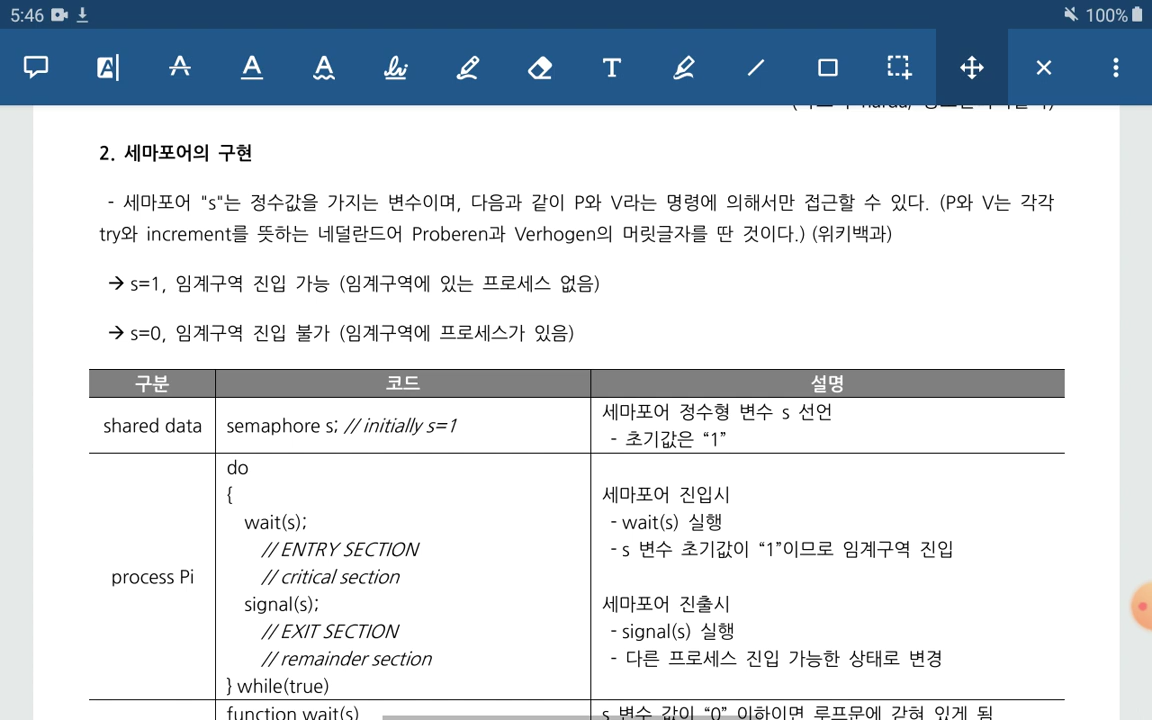 5:46
100%
2. 세마포어의 구현
- 세마포어 "s"는 정수값을 가지는 변수이며, 다음과 같이 P와 V라는 명령에 의해서만 접근할 수 있다. (P와 V는 각각
try와 increment를 뜻하는 네덜란드어 Proberen과 Verhogen의 머릿글자를 딴 것이다.) (위키백과)
→ s=1, 임계구역 진입 가능 (임계구역에 있는 프로세스 없음)
→ s=0, 임계구역 진입 불가 (임계구역에 프로세스가 있음)
구분 코드 설명
shared data
semaphore s; // initially s=1
세마포어 정수형 변수 s 선언
- 초기값은 “1”
process Pi
do
{
wait(s);
// ENTRY SECTION
// critical section
signal(s);
// EXIT SECTION
// remainder section
} while(true)
세마포어 진입시
- wait(s) 실행
- s 변수 초기값이 “1”이므로 임계구역 진입
세마포어 진출시
- signal(s) 실행
- 다른 프로세스 진입 가능한 상태로 변경
function wait(s)
s 변수 값이 “0” 이하이면 루프문에 갇혀 있게 됨